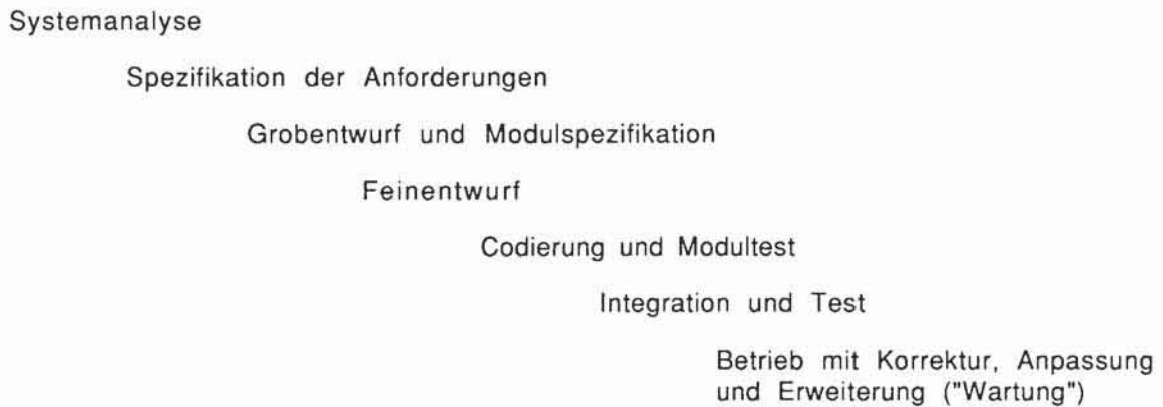 Systemanalyse
Spezifikation der Anforderungen
Grobentwurf und Modulspezifikation
Feinentwurf
Codierung und Modultest
Integration und Test
Betrieb mit Korrektur, Anpassung
und Erweiterung ("Wartung")